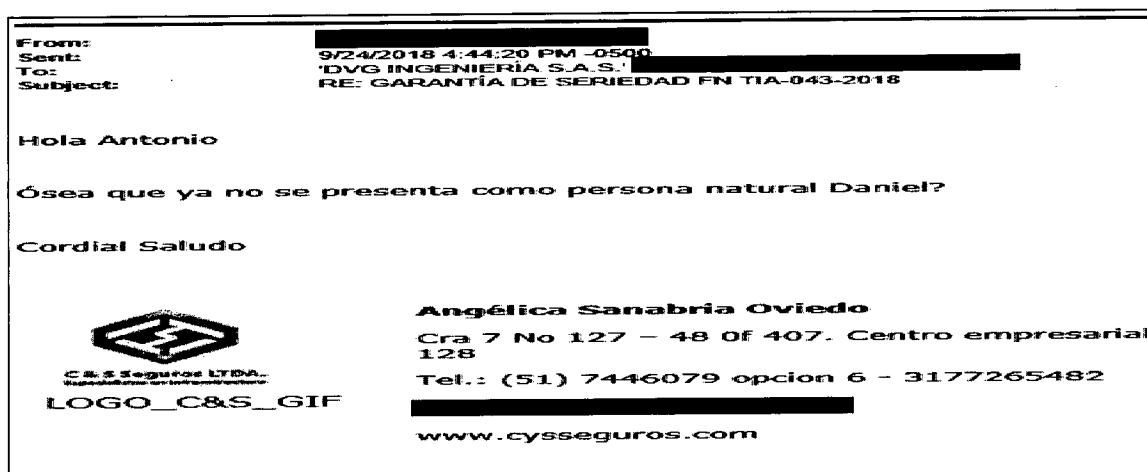 From:
Sent: 9/24/2018 4:44:20 PM -0500
To: 'DVG INGENIERÍA S.A.S.'
Subject: RE: GARANTÍA DE SERIEDAD FN TIA-043-2018
Hola Antonio
Ósea que ya no se presenta como persona natural Daniel?
Cordial Saludo
C & S Seguros LTDA.
Especialistas en Infraestructura
LOGO_C&S_GIF
Angélica Sanabria Oviedo
Cra 7 No 127 – 48 0f 407. Centro empresarial
128
Tel.: (51) 7446079 opcion 6 - 3177265482
www.cysseguros.com